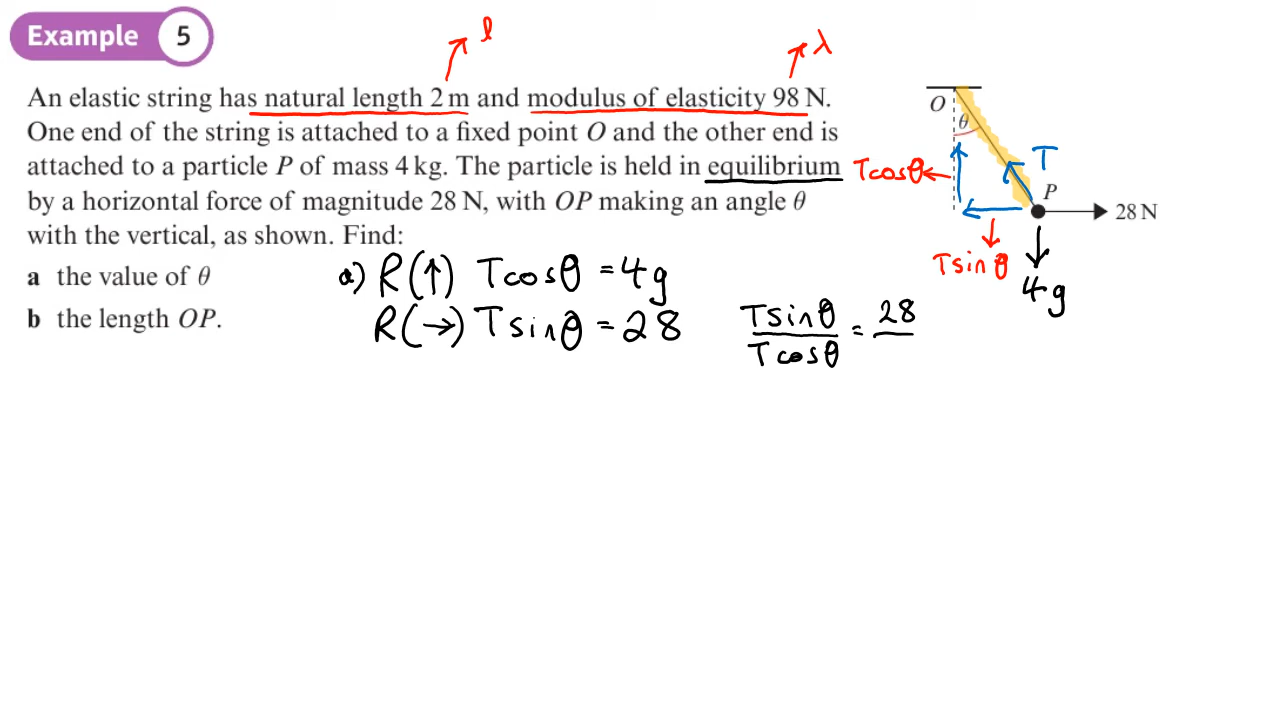 Example 5
l
λ
An elastic string has natural length 2 m and modulus of elasticity 98 N.
One end of the string is attached to a fixed point O and the other end is
attached to a particle P of mass 4 kg. The particle is held in equilibrium
by a horizontal force of magnitude 28 N, with OP making an angle θ
with the vertical, as shown. Find:
a the value of θ
b the length OP.
O
θ
T
Tcosθ
P
28 N
Tsinθ
4g
a) R(↑) Tcosθ = 4g
R(→) Tsinθ = 28
Tsinθ = 28
Tcosθ